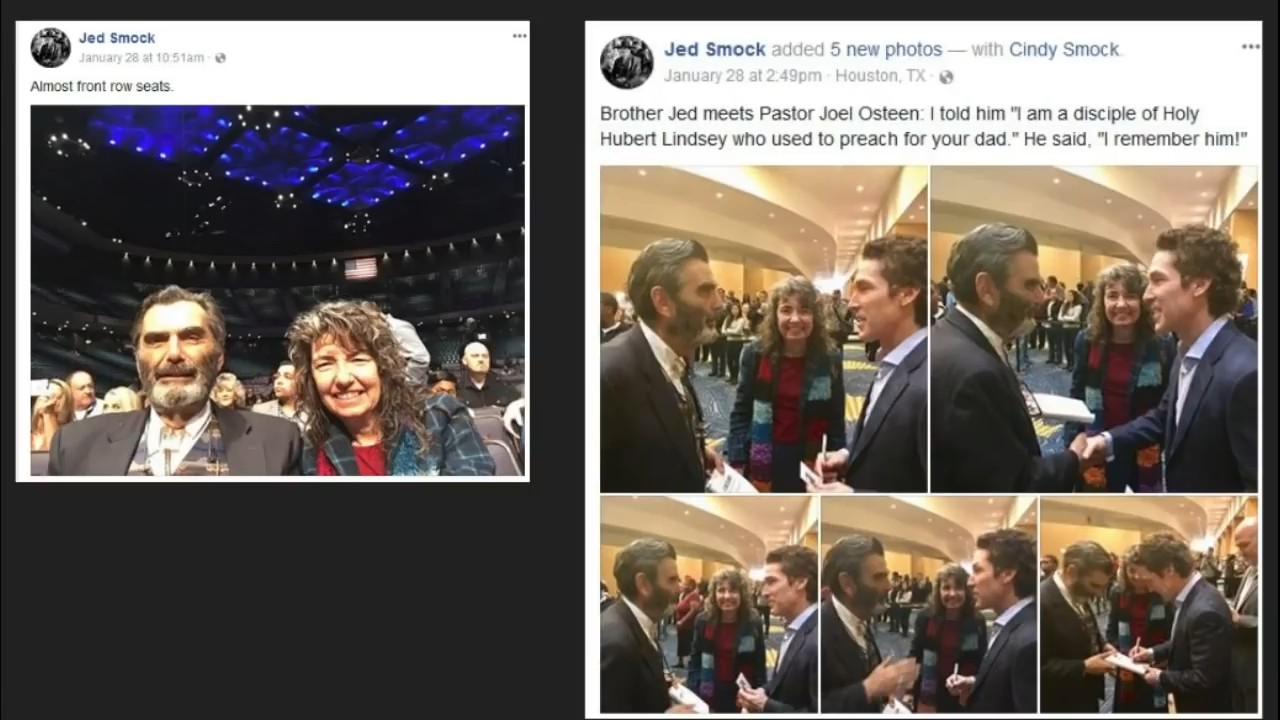 Jed Smock
January 28 at 10:51am ·
Almost front row seats.
Jed Smock added 5 new photos — with Cindy Smock.
January 28 at 2:49pm · Houston, TX ·
Brother Jed meets Pastor Joel Osteen: I told him "I am a disciple of Holy
Hubert Lindsey who used to preach for your dad." He said, "I remember him!"